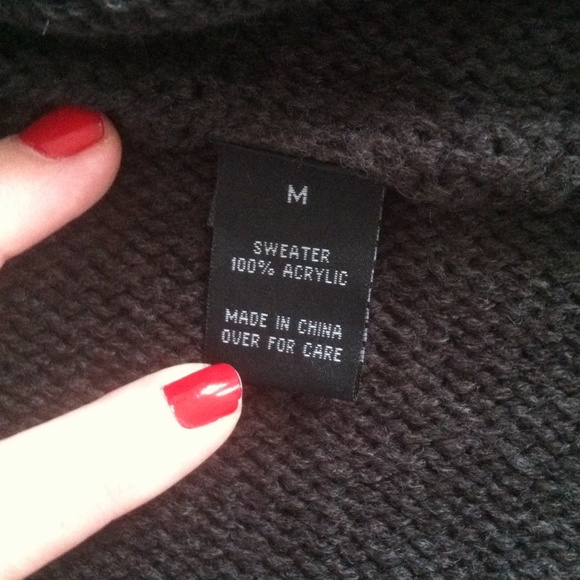 M
SWEATER
100% ACRYLIC
MADE IN CHINA
OVER FOR CARE